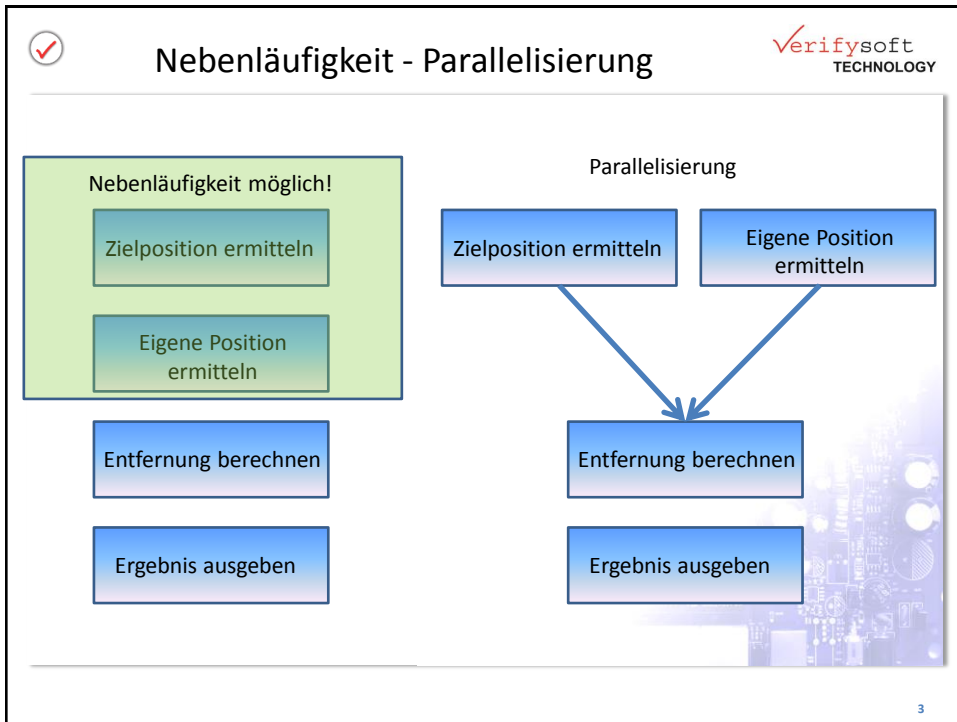 Nebenläufigkeit - Parallelisierung
Verifysoft
TECHNOLOGY
Nebenläufigkeit möglich!
Zielposition ermitteln
Eigene Position
ermitteln
Entfernung berechnen
Ergebnis ausgeben
Parallelisierung
Zielposition ermitteln
Eigene Position
ermitteln
Entfernung berechnen
Ergebnis ausgeben
3